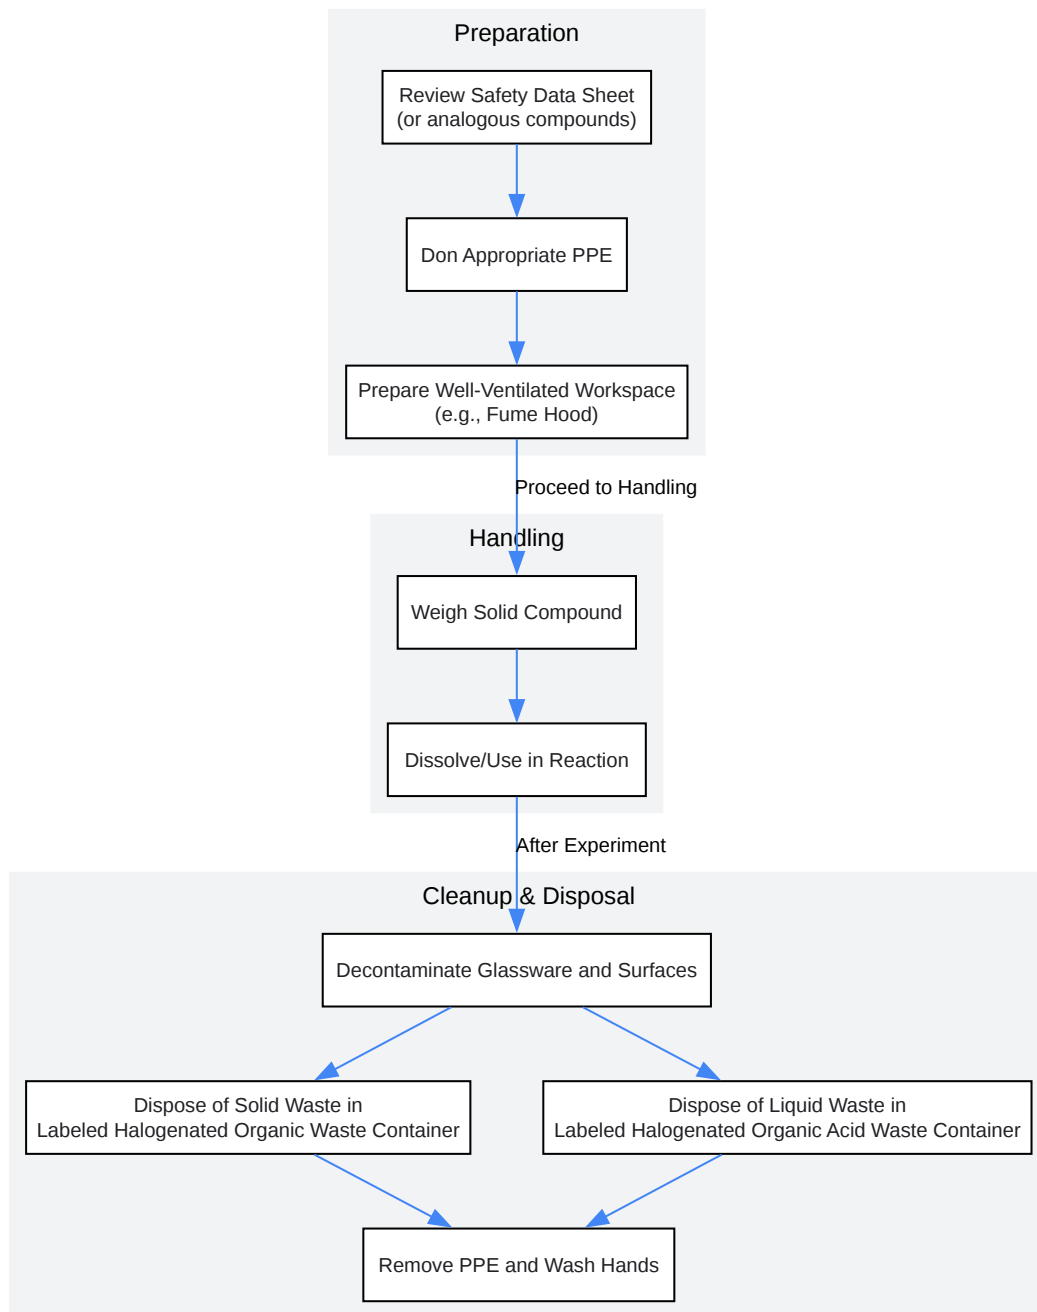 Preparation
Review Safety Data Sheet
(or analogous compounds)
Don Appropriate PPE
Prepare Well-Ventilated Workspace
(e.g., Fume Hood)
Proceed to Handling
Handling
Weigh Solid Compound
Dissolve/Use in Reaction
After Experiment
Cleanup & Disposal
Decontaminate Glassware and Surfaces
Dispose of Solid Waste in
Labeled Halogenated Organic Waste Container
Dispose of Liquid Waste in
Labeled Halogenated Organic Acid Waste Container
Remove PPE and Wash Hands